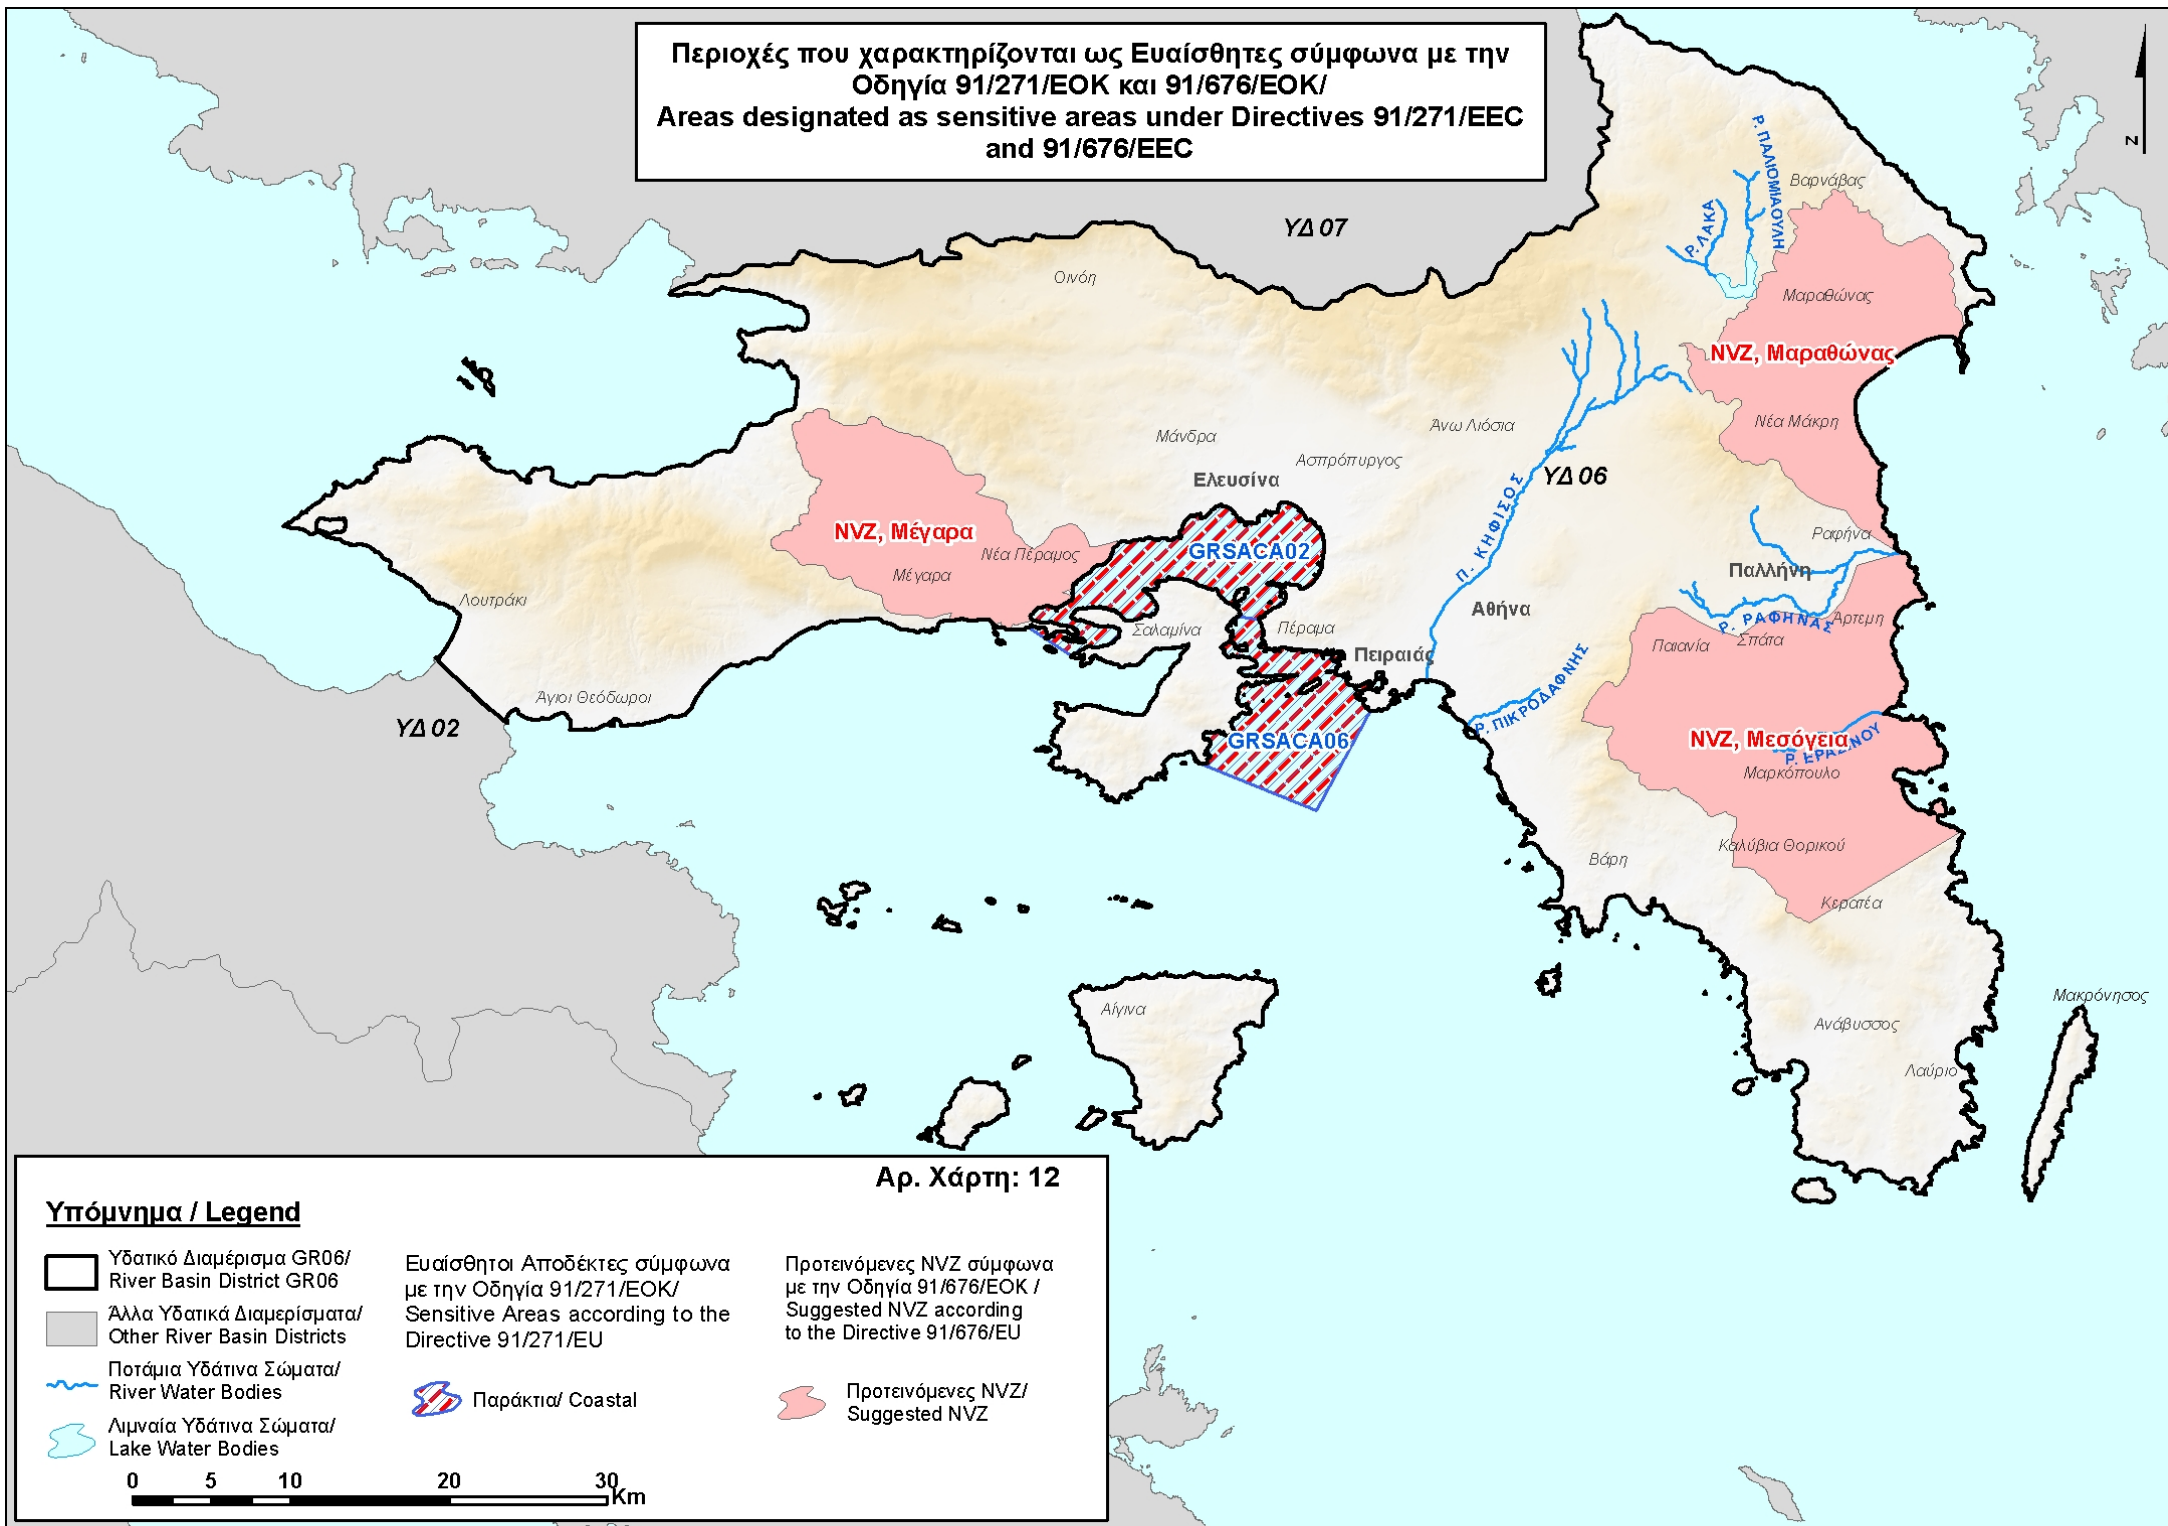 Περιοχές που χαρακτηρίζονται ως Ευαίσθητες σύμφωνα με την
Οδηγία 91/271/ΕΟΚ και 91/676/ΕΟΚ/
Areas designated as sensitive areas under Directives 91/271/EEC
and 91/676/EEC
Z
ΥΔ 07
Ρ. ΠΑΛΙΟΜΙΑΟΥΛΗ
Βαρνάβας
Ρ. ΛΑΚΑ
Οινόη
Μαραθώνας
NVZ, Μαραθώνας
Νέα Μάκρη
Μάνδρα
Άνω Λιόσια
Ασπρόπυργος
Ελευσίνα
ΥΔ 06
Π. ΚΗΦΙΣΟΣ
NVZ, Μέγαρα
Νέα Πέραμος
GRSACA02
Ραφήνα
Μέγαρα
Παλλήνη
Λουτράκι
Αθήνα
Άρτεμη
Σαλαμίνα
Πέραμα
Ρ. ΡΑΦΗΝΑΣ
Πειραιάς
Παιανία
Σπάτα
Ρ. ΠΙΚΡΟΔΑΦΝΗΣ
Άγιοι Θεόδωροι
ΥΔ 02
GRSACA06
NVZ, Μεσόγεια
Ρ. ΕΡΑΣΙΝΟΥ
Μαρκόπουλο
Καλύβια Θορικού
Βάρη
Κερατέα
Μακρόνησος
Αίγινα
Ανάβυσσος
Λαύριο
Αρ. Χάρτη: 12
Υπόμνημα / Legend
Υδατικό Διαμέρισμα GR06/
River Basin District GR06
Άλλα Υδατικά Διαμερίσματα/
Other River Basin Districts
Ποτάμια Υδάτινα Σώματα/
River Water Bodies
Λιμναία Υδάτινα Σώματα/
Lake Water Bodies
Ευαίσθητοι Αποδέκτες σύμφωνα
με την Οδηγία 91/271/ΕΟΚ/
Sensitive Areas according to the
Directive 91/271/EU
Παράκτια/ Coastal
Προτεινόμενες NVZ σύμφωνα
με την Οδηγία 91/676/ΕΟΚ /
Suggested NVZ according
to the Directive 91/676/EU
Προτεινόμενες NVZ/
Suggested NVZ
0 5 10 20 30
Km